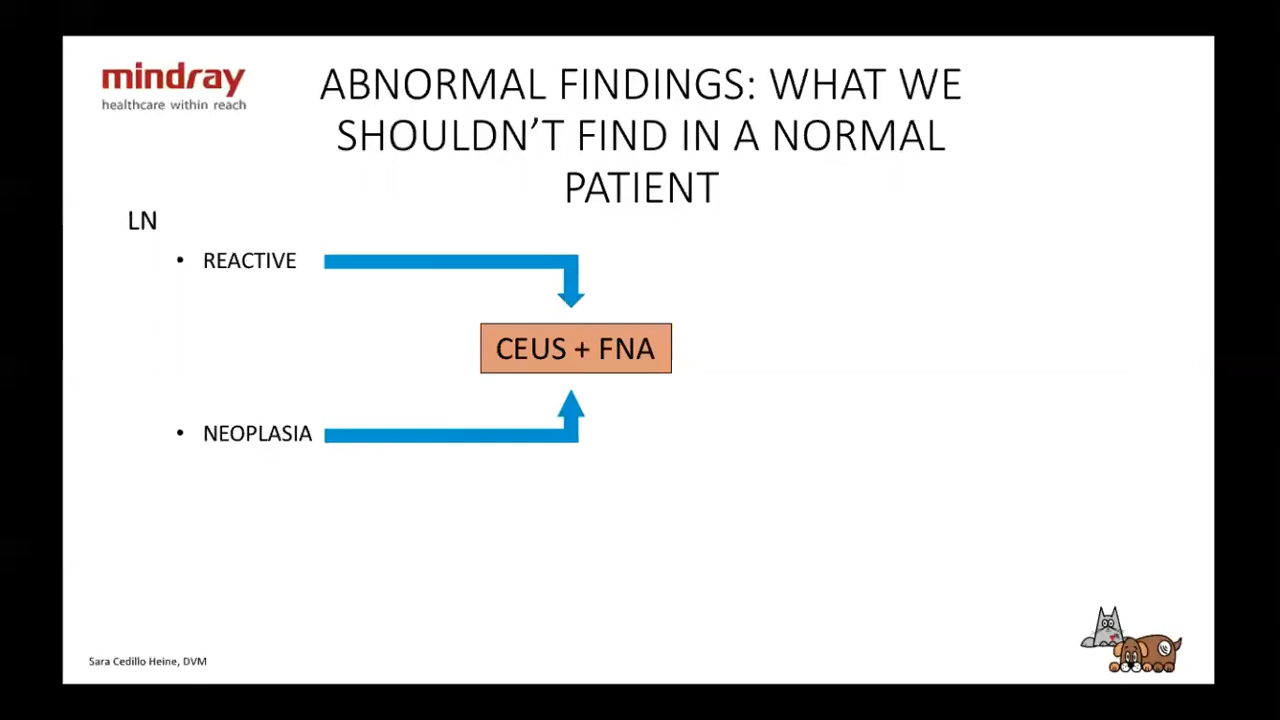 mindray
healthcare within reach
ABNORMAL FINDINGS: WHAT WE
SHOULDN'T FIND IN A NORMAL
PATIENT
LN
• REACTIVE
CEUS + FNA
• NEOPLASIA
Sara Cedillo Heine, DVM